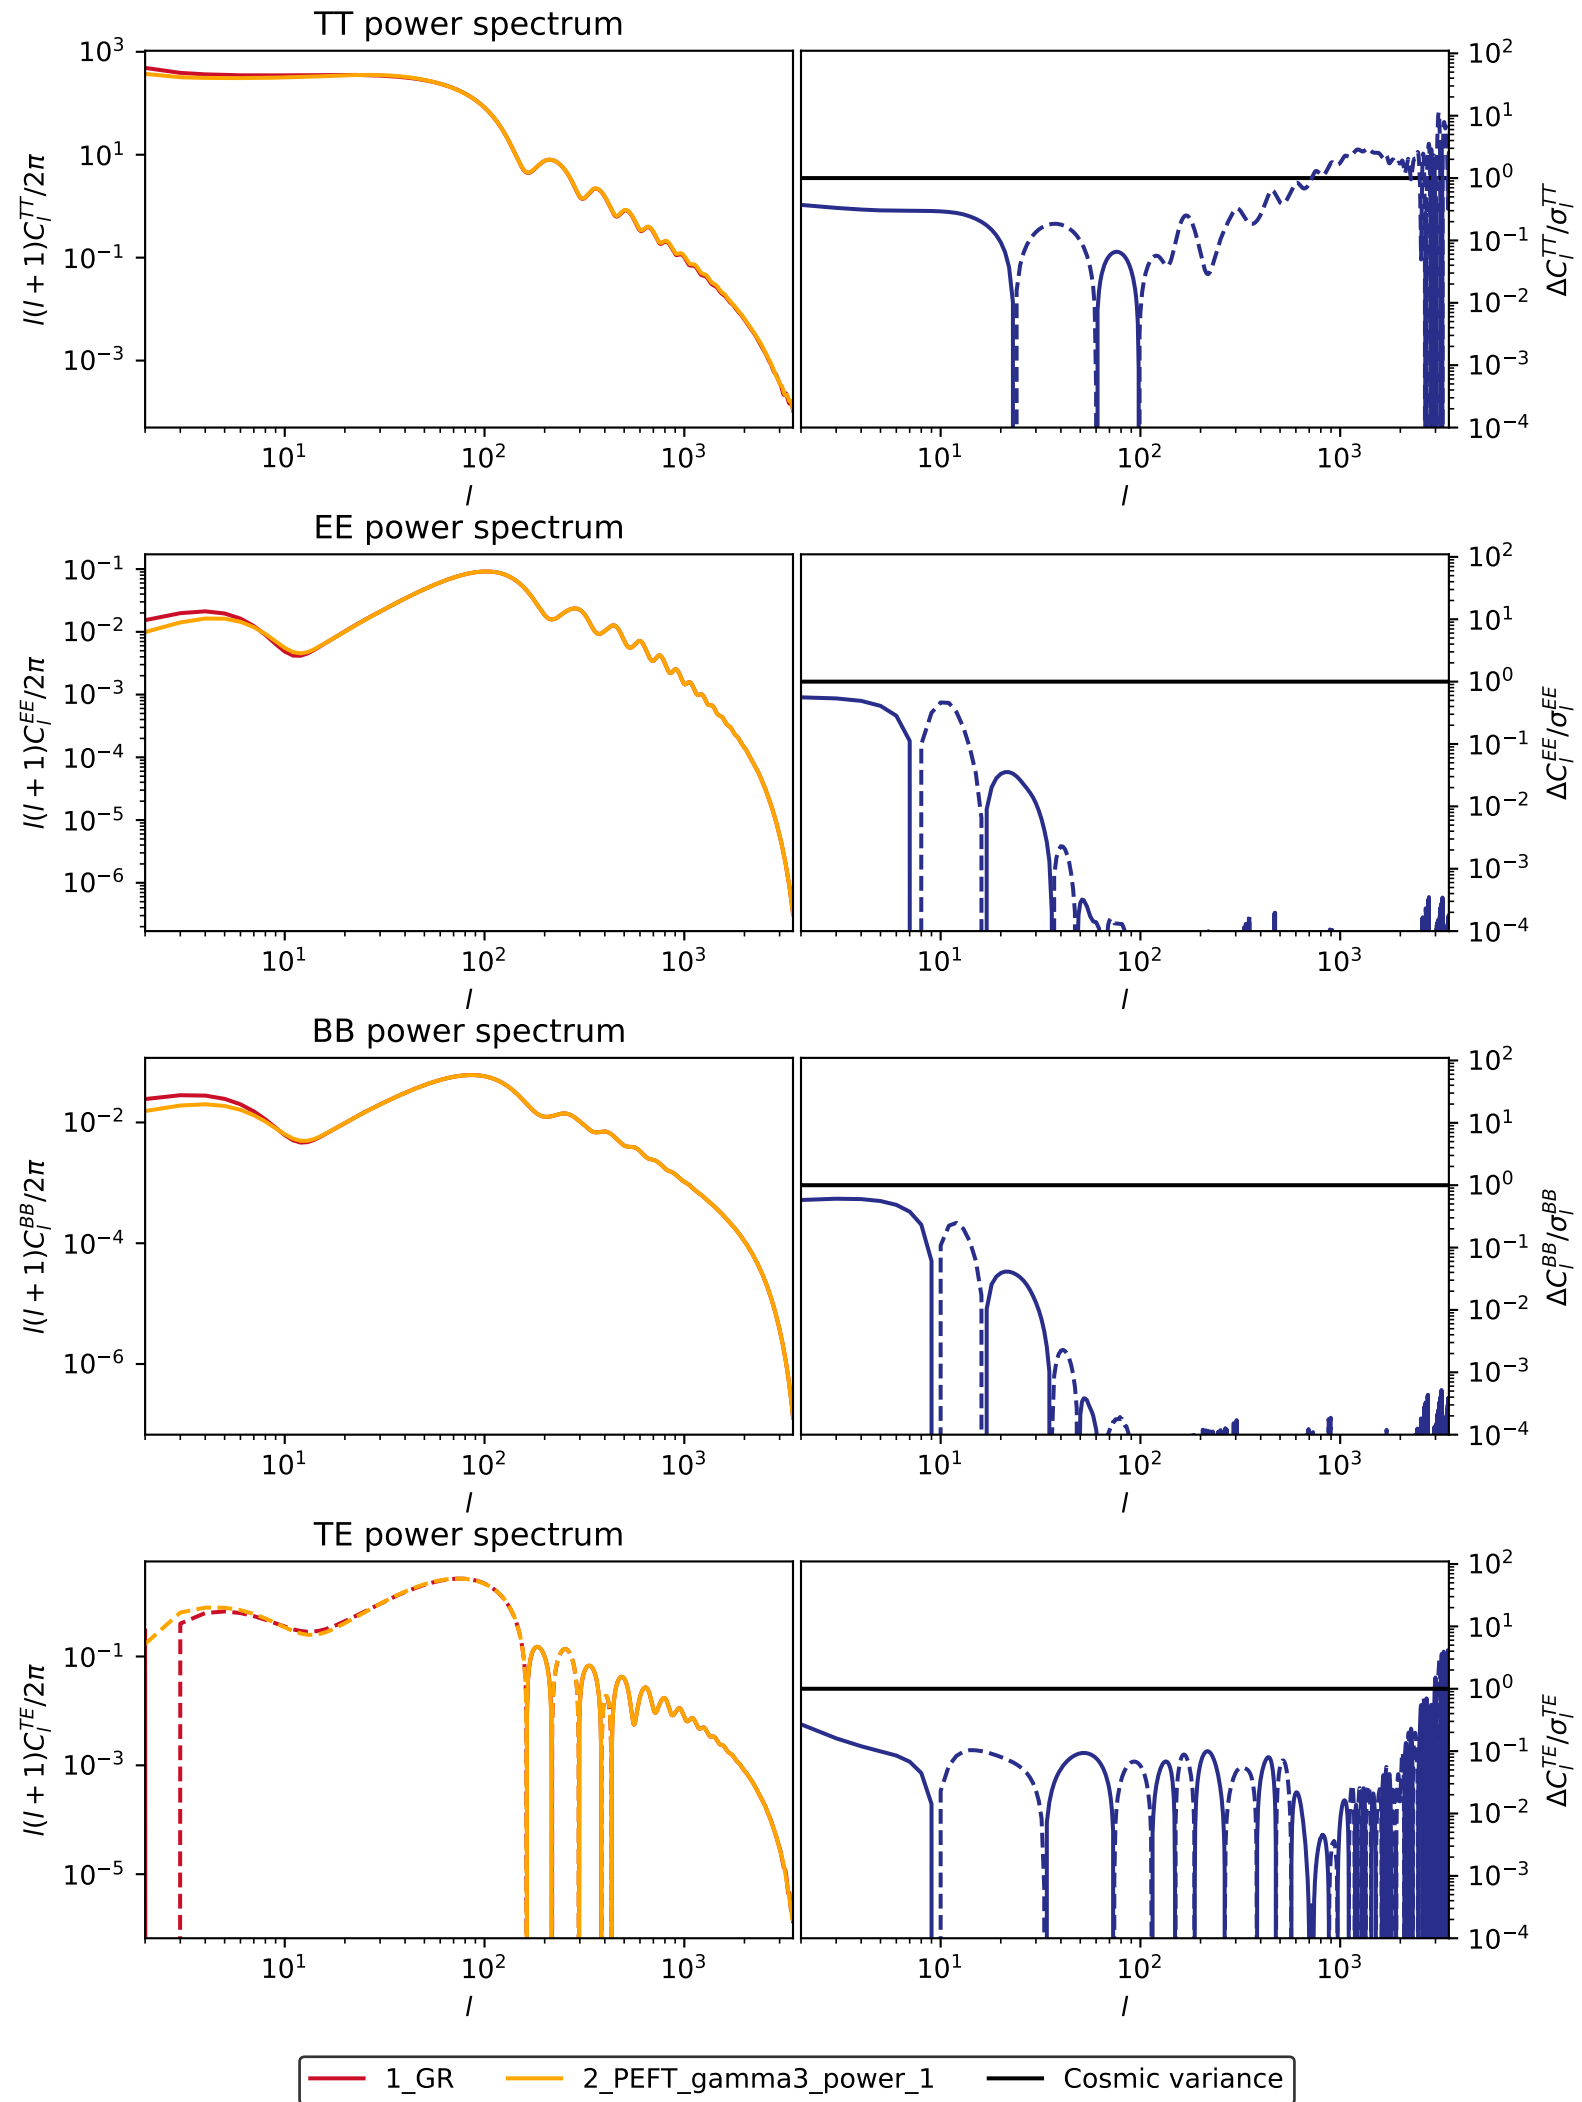 TT power spectrum
l(l + 1)C_l^{TT}/2π
10^3
10^1
10^{-1}
10^{-3}
10^1 10^2 10^3
l
10^1 10^2 10^3
l
10^2
10^1
10^0
10^{-1}
10^{-2}
10^{-3}
10^{-4}
ΔC_l^{TT}/σ_l^{TT}
EE power spectrum
l(l + 1)C_l^{EE}/2π
10^{-1}
10^{-2}
10^{-3}
10^{-4}
10^{-5}
10^{-6}
10^1 10^2 10^3
l
10^1 10^2 10^3
l
10^2
10^1
10^0
10^{-1}
10^{-2}
10^{-3}
10^{-4}
ΔC_l^{EE}/σ_l^{EE}
BB power spectrum
l(l + 1)C_l^{BB}/2π
10^{-2}
10^{-4}
10^{-6}
10^1 10^2 10^3
l
10^1 10^2 10^3
l
10^2
10^1
10^0
10^{-1}
10^{-2}
10^{-3}
10^{-4}
ΔC_l^{BB}/σ_l^{BB}
TE power spectrum
l(l + 1)C_l^{TE}/2π
10^{-1}
10^{-3}
10^{-5}
10^1 10^2 10^3
l
10^1 10^2 10^3
l
10^2
10^1
10^0
10^{-1}
10^{-2}
10^{-3}
10^{-4}
ΔC_l^{TE}/σ_l^{TE}
1_GR 2_PEFT_gamma3_power_1 Cosmic variance